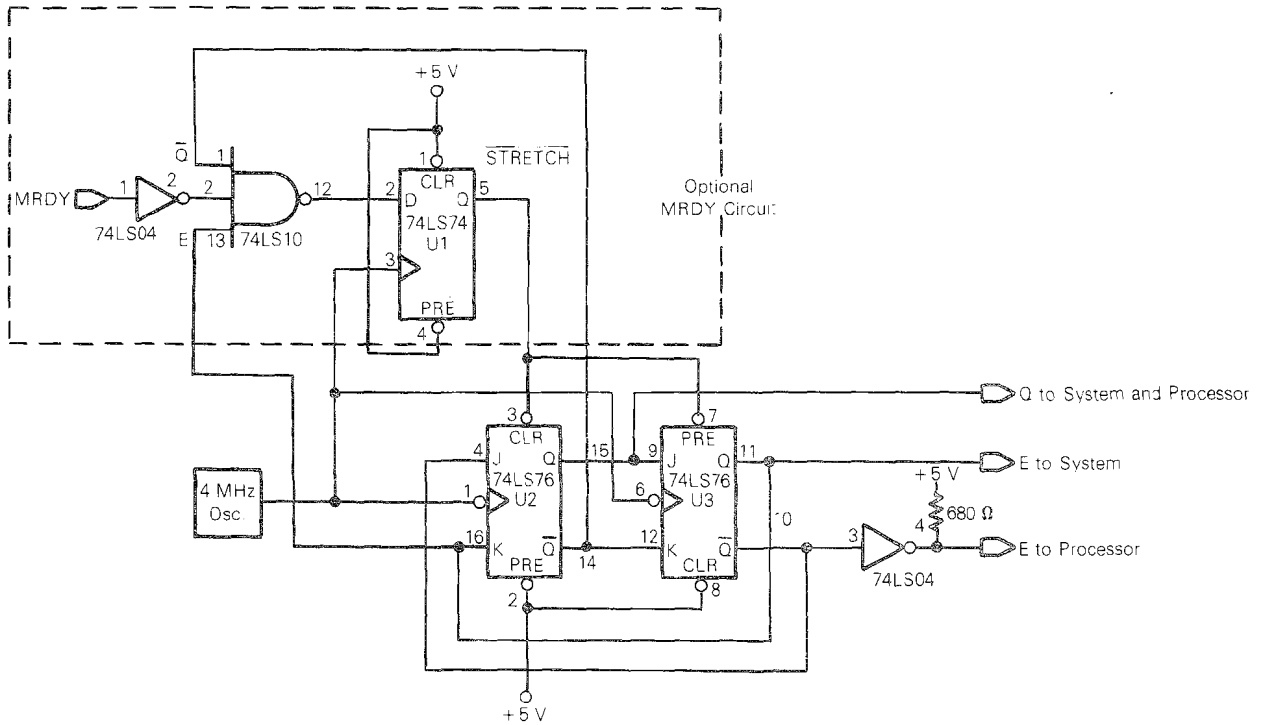 +5 V
Q̅
1
1
CLR
S̅T̅R̅E̅T̅C̅H̅
MRDY
1
2
2
12
2
D
Q
5
Optional
MRDY Circuit
74LS04
E
13
74LS10
74LS74
U1
3
PRE
4
3
CLR
7
PRE
Q to System and Processor
4
J
Q
15
9
J
Q
11
E to System
4 MHz
Osc.
1
74LS76
U2
6
74LS76
U3
+5 V
680 Ω
10
16
K
Q̅
14
12
K
Q̅
3
4
E to Processor
PRE
2
CLR
8
74LS04
+5 V